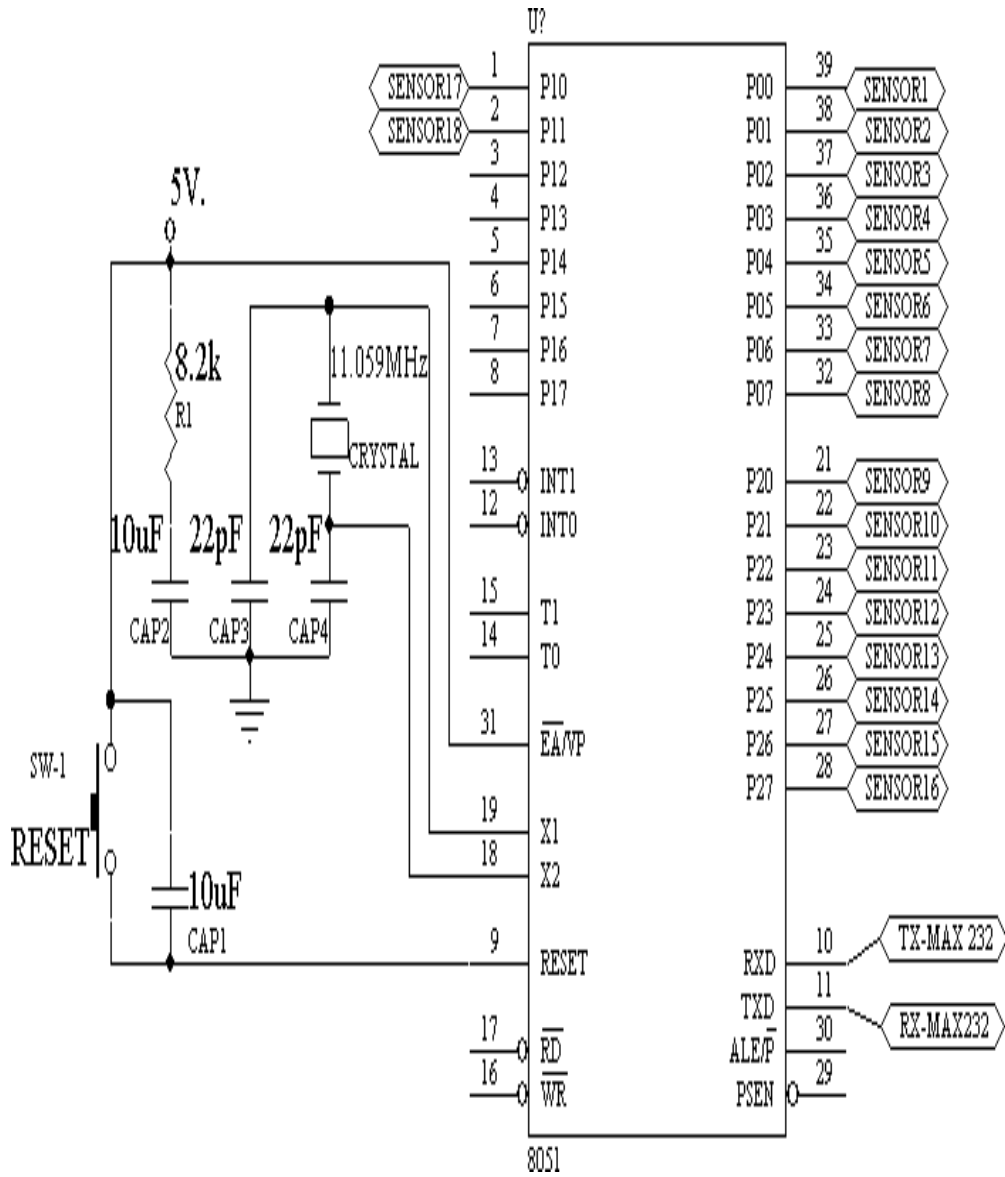 U?
1
SENSOR17
P10
2
SENSOR18
P11
3
P12
4
P13
5
P14
6
P15
7
P16
8
P17
13
INT1
12
INT0
15
T1
14
T0
31
EA/VP
19
X1
18
X2
9
RESET
17
RD
16
WR
39
P00
SENSOR1
38
P01
SENSOR2
37
P02
SENSOR3
36
P03
SENSOR4
35
P04
SENSOR5
34
P05
SENSOR6
33
P06
SENSOR7
32
P07
SENSOR8
21
P20
SENSOR9
22
P21
SENSOR10
23
P22
SENSOR11
24
P23
SENSOR12
25
P24
SENSOR13
26
P25
SENSOR14
27
P26
SENSOR15
28
P27
SENSOR16
10
RXD
TX-MAX 232
11
TXD
RX-MAX232
30
ALE/P
29
PSEN
8051
5V.
8.2k
R1
11.059MHz
CRYSTAL
10uF
CAP2
22pF
CAP3
22pF
CAP4
SW-1
RESET
10uF
CAP1